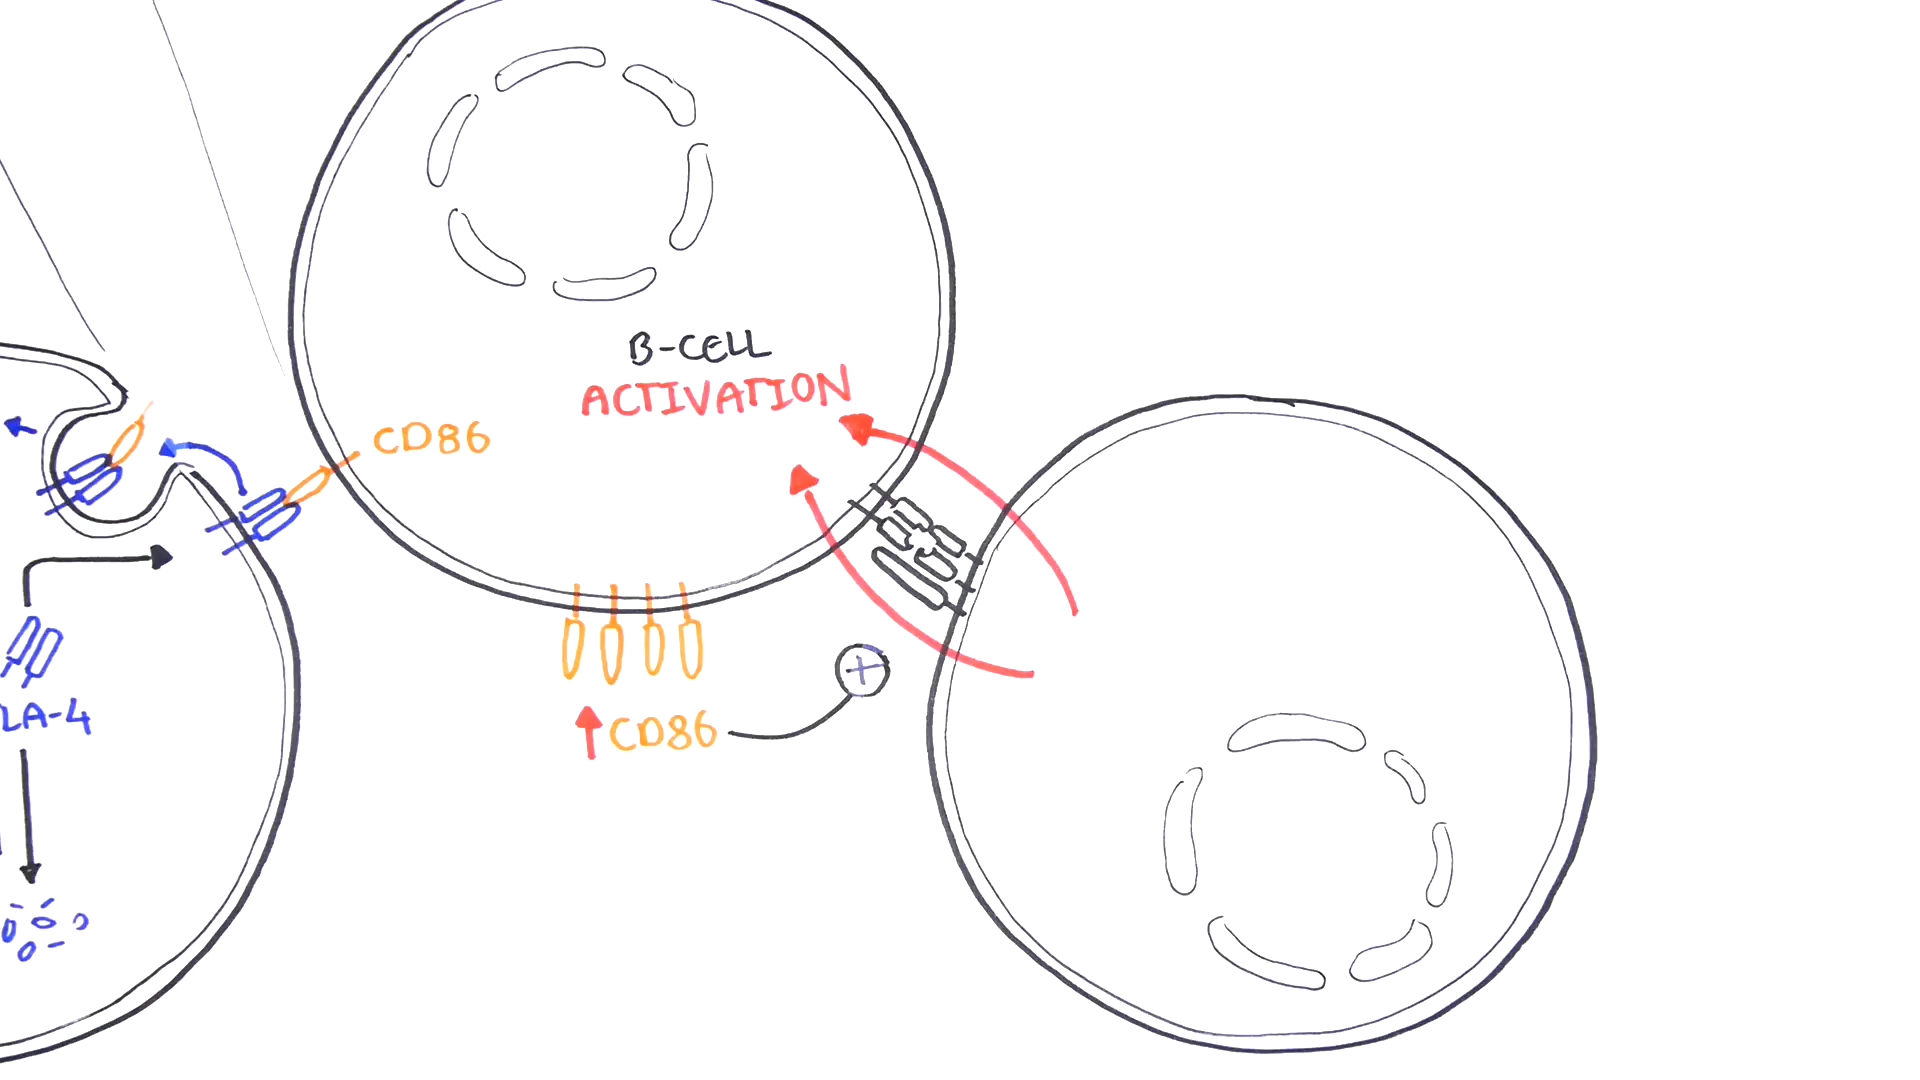 B-CELL
ACTIVATION
CD86
LA-4
CD86